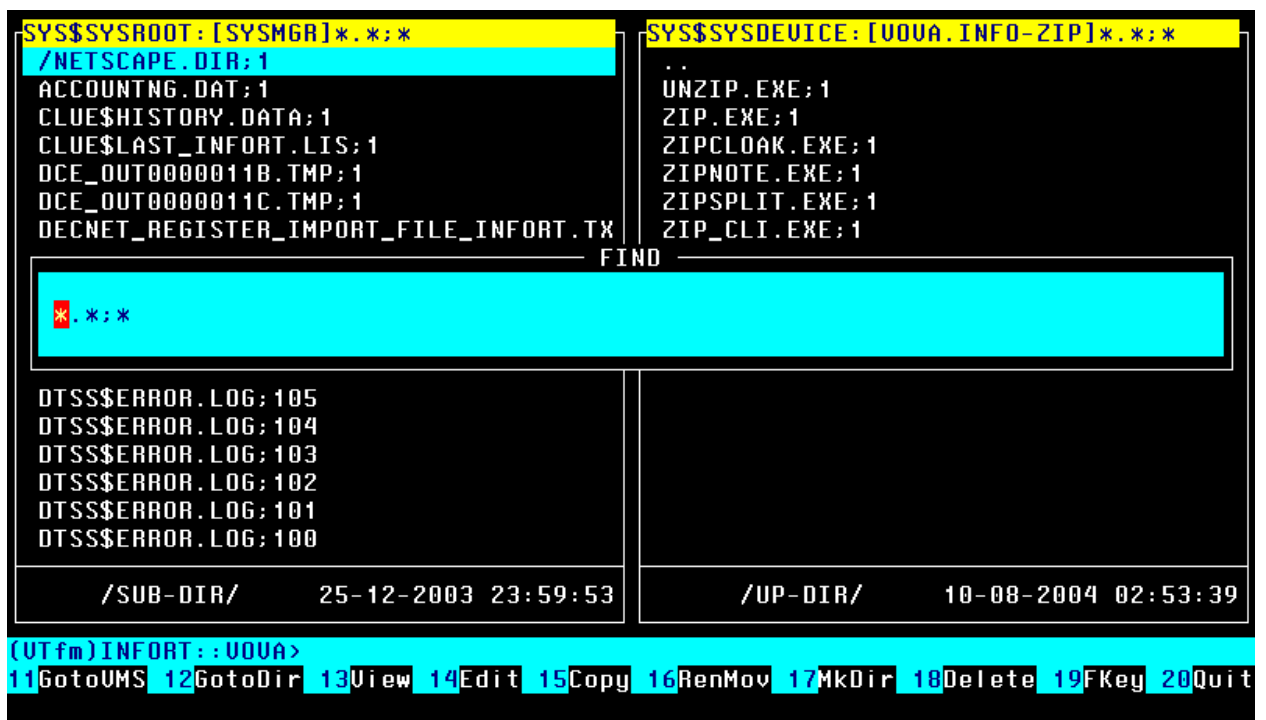 SYS$SYSROOT:[SYSMGR]*.*;*
/NETSCAPE.DIR;1
ACCOUNTNG.DAT;1
CLUE$HISTORY.DATA;1
CLUE$LAST_INFORT.LIS;1
DCE_OUT0000011B.TMP;1
DCE_OUT0000011C.TMP;1
DECNET_REGISTER_IMPORT_FILE_INFORT.TX
SYS$SYSDEVICE:[VOVA.INFO-ZIP]*.*;*
..
UNZIP.EXE;1
ZIP.EXE;1
ZIPCLOAK.EXE;1
ZIPNOTE.EXE;1
ZIPSPLIT.EXE;1
ZIP_CLI.EXE;1
FIND
*.*;*
DTSS$ERROR.LOG;105
DTSS$ERROR.LOG;104
DTSS$ERROR.LOG;103
DTSS$ERROR.LOG;102
DTSS$ERROR.LOG;101
DTSS$ERROR.LOG;100
/SUB-DIR/ 25-12-2003 23:59:53
/UP-DIR/ 10-08-2004 02:53:39
(VTfm)INFORT::VOVA>
11GotoVMS 12GotoDir 13View 14Edit 15Copy 16RenMov 17MkDir 18Delete 19FKey 20Quit